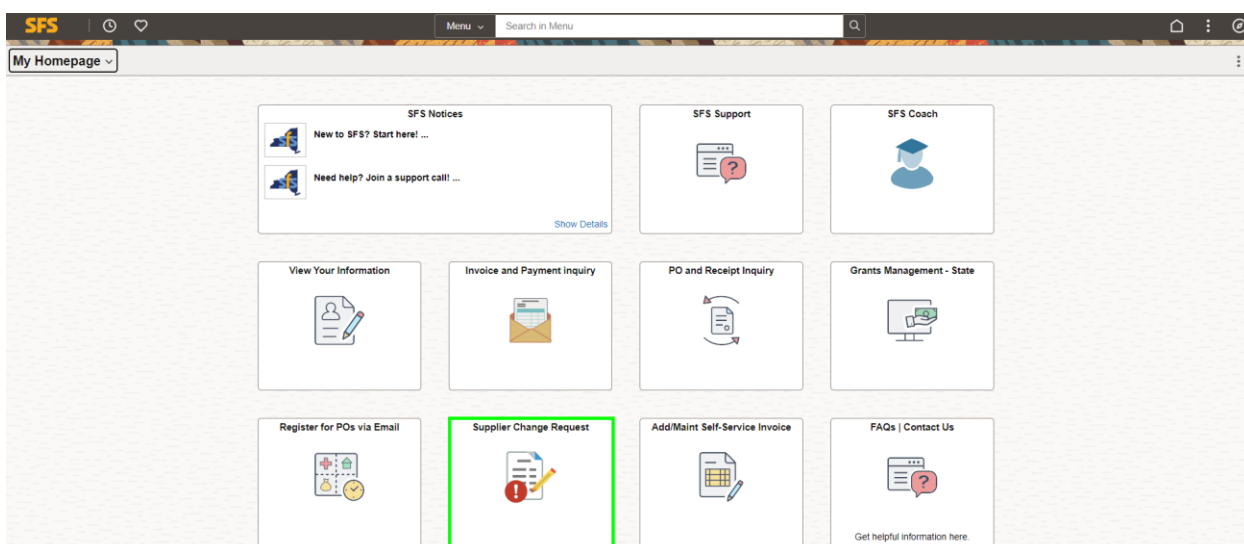 SFS
Menu
Search in Menu
My Homepage
SFS Notices
New to SFS? Start here! ...
Need help? Join a support call! ...
Show Details
SFS Support
SFS Coach
View Your Information
Invoice and Payment inquiry
PO and Receipt Inquiry
Grants Management - State
Register for POs via Email
Supplier Change Request
Add/Maint Self-Service Invoice
FAQs | Contact Us
Get helpful information here.